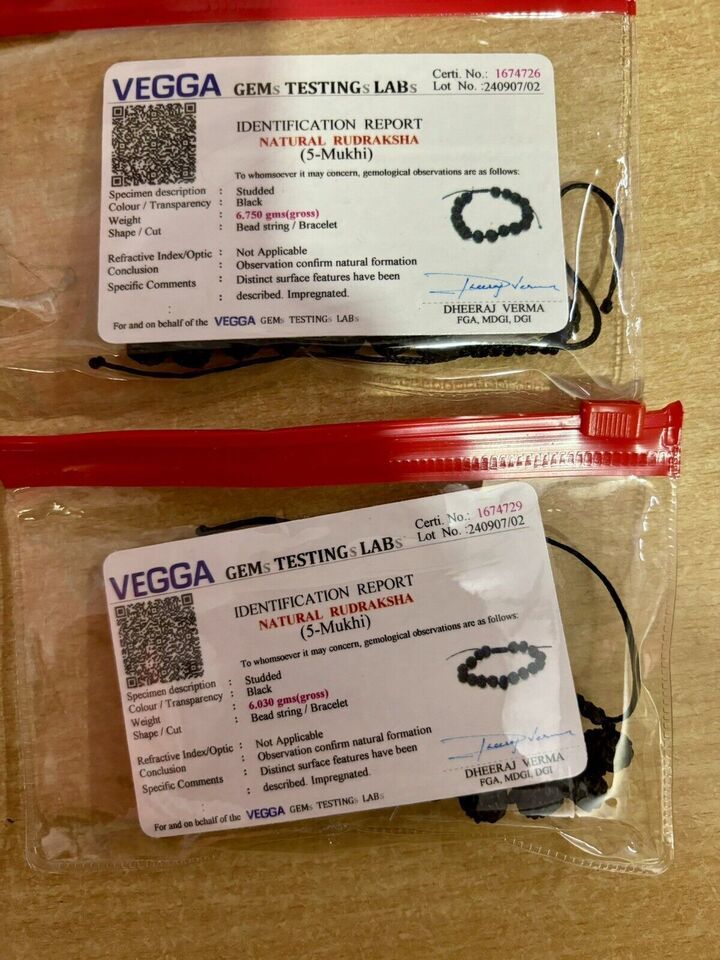 VEGGA GEMs TESTINGs LABs
Certi. No.: 1674726
Lot No. :240907/02
IDENTIFICATION REPORT
NATURAL RUDRAKSHA
(5-Mukhi)
To whomsoever it may concern, gemological observations are as follows:
Specimen description : Studded
Colour / Transparency : Black
Weight : 6.750 gms(gross)
Shape / Cut : Bead string / Bracelet
Refractive Index/Optic : Not Applicable
Conclusion : Observation confirm natural formation
Specific Comments : Distinct surface features have been
: described. Impregnated.
:
Dheeraj Verma
DHEERAJ VERMA
FGA, MDGI, DGI
For and on behalf of the VEGGA GEMs TESTINGs LABs
VEGGA GEMs TESTINGs LABs
Certi. No.: 1674729
Lot No. :240907/02
IDENTIFICATION REPORT
NATURAL RUDRAKSHA
(5-Mukhi)
To whomsoever it may concern, gemological observations are as follows:
Specimen description : Studded
Colour / Transparency : Black
Weight : 6.030 gms(gross)
Shape / Cut : Bead string / Bracelet
Refractive Index/Optic : Not Applicable
Conclusion : Observation confirm natural formation
Specific Comments : Distinct surface features have been
: described. Impregnated.
:
Dheeraj Verma
DHEERAJ VERMA
FGA, MDGI, DGI
For and on behalf of the VEGGA GEMs TESTINGs LABs